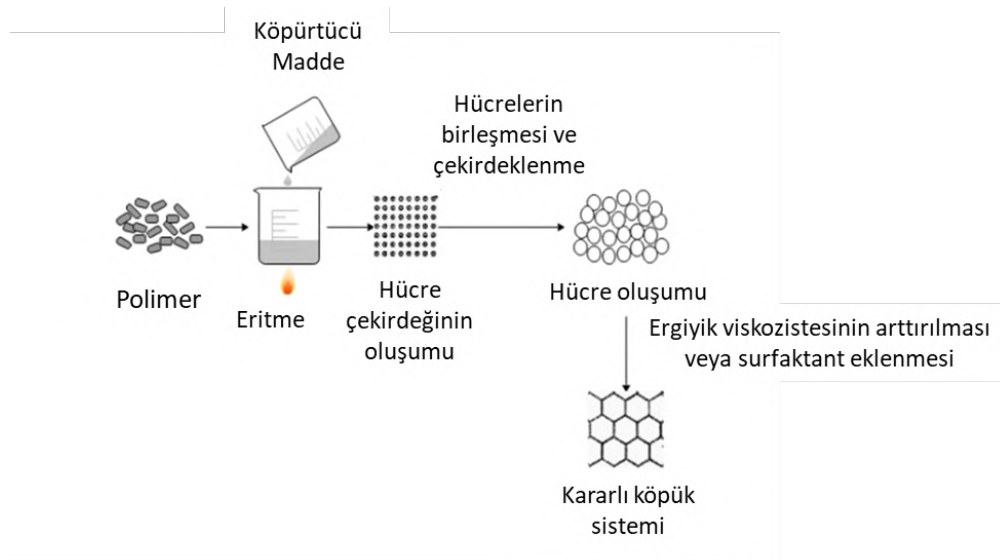 Köpürtücü
Madde
Hücrelerin
birleşmesi ve
çekirdeklenme
Polimer
Eritme
Hücre
çekirdeğinin
oluşumu
Hücre oluşumu
Ergiyik viskozistesinin arttırılması
veya surfaktant eklenmesi
Kararlı köpük
sistemi